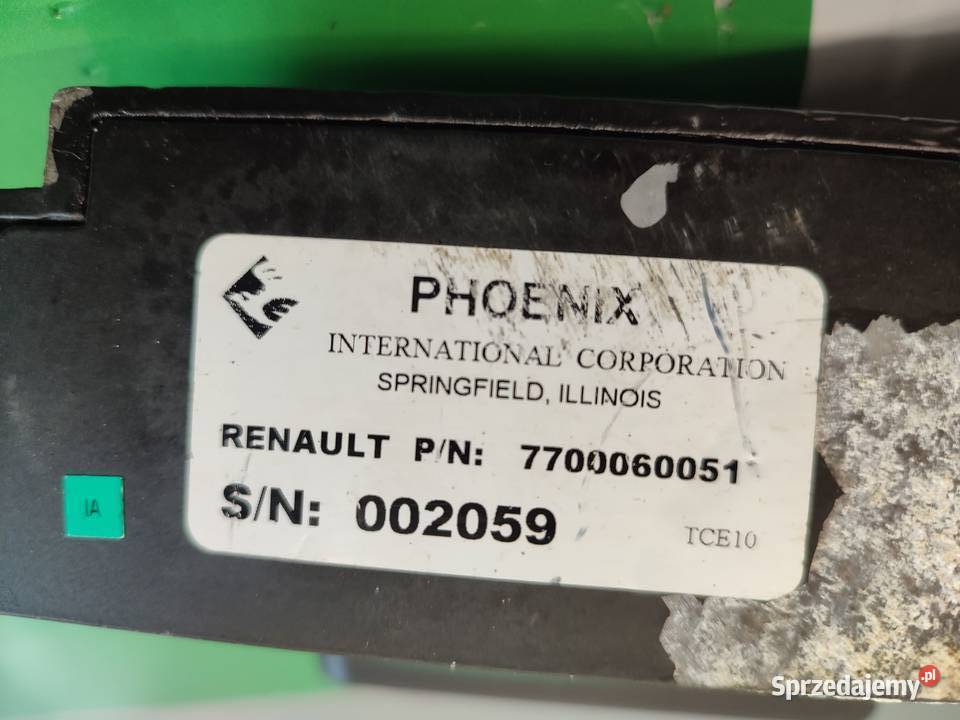 PHOENIX
INTERNATIONAL CORPORATION
SPRINGFIELD, ILLINOIS
RENAULT P/N: 7700060051
S/N: 002059
TCE10
IA
Sprzedajemy.pl